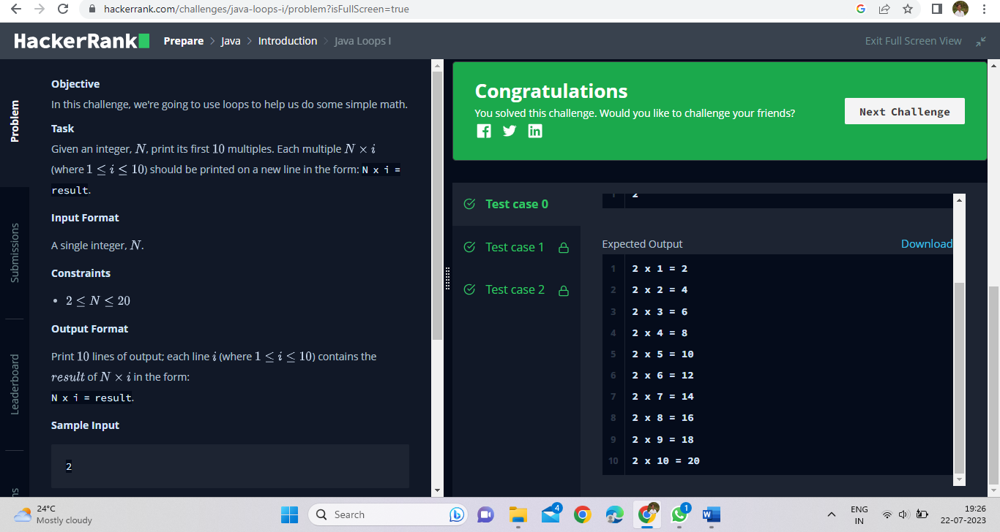 hackerrank.com/challenges/java-loops-i/problem?isFullScreen=true
HackerRank
Prepare > Java > Introduction > Java Loops I
Exit Full Screen View
Problem
Submissions
Leaderboard
Objective
In this challenge, we're going to use loops to help us do some simple math.
Task
Given an integer, N, print its first 10 multiples. Each multiple N × i
(where 1 ≤ i ≤ 10) should be printed on a new line in the form: N x i =
result.
Input Format
A single integer, N.
Constraints
• 2 ≤ N ≤ 20
Output Format
Print 10 lines of output; each line i (where 1 ≤ i ≤ 10) contains the
result of N × i in the form:
N x i = result.
Sample Input
2
Congratulations
You solved this challenge. Would you like to challenge your friends?
Next Challenge
Test case 0
Test case 1
Test case 2
Expected Output
Download
1 2 x 1 = 2
2 2 x 2 = 4
3 2 x 3 = 6
4 2 x 4 = 8
5 2 x 5 = 10
6 2 x 6 = 12
7 2 x 7 = 14
8 2 x 8 = 16
9 2 x 9 = 18
10 2 x 10 = 20
24°C
Mostly cloudy
Search
4
1
ENG
IN
19:26
22-07-2023